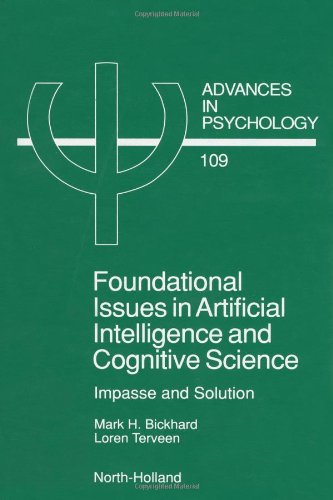 ADVANCES
IN
PSYCHOLOGY
109
Foundational
Issues in Artificial
Intelligence and
Cognitive Science
Impasse and Solution
Mark H. Bickhard
Loren Terveen
North-Holland